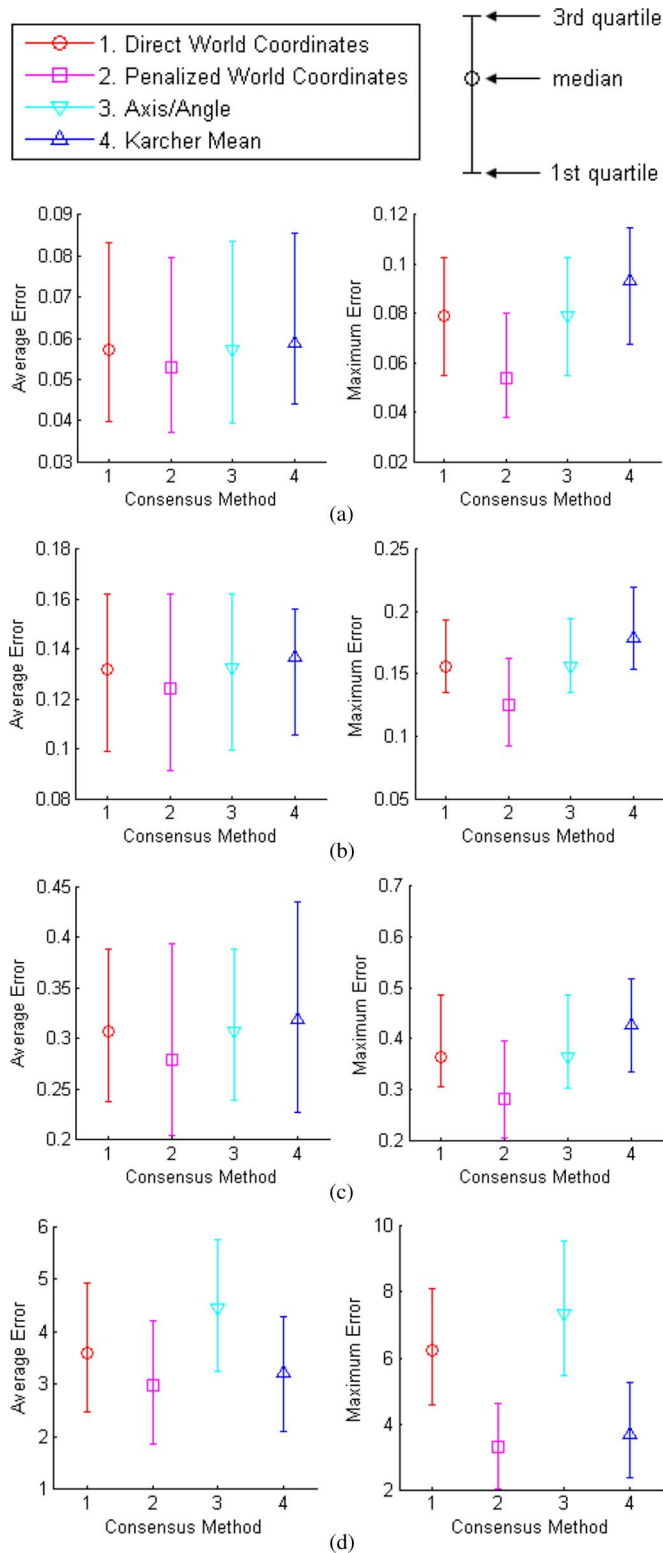 1. Direct World Coordinates
2. Penalized World Coordinates
3. Axis/Angle
4. Karcher Mean
3rd quartile
median
1st quartile
0.09
0.08
0.07
0.06
0.05
0.04
0.03
Average Error
1 2 3 4
Consensus Method
0.12
0.1
0.08
0.06
0.04
0.02
Maximum Error
1 2 3 4
Consensus Method
(a)
0.18
0.16
0.14
0.12
0.1
0.08
Average Error
1 2 3 4
Consensus Method
0.25
0.2
0.15
0.1
0.05
Maximum Error
1 2 3 4
Consensus Method
(b)
0.45
0.4
0.35
0.3
0.25
0.2
Average Error
1 2 3 4
Consensus Method
0.7
0.6
0.5
0.4
0.3
0.2
Maximum Error
1 2 3 4
Consensus Method
(c)
6
5
4
3
2
1
Average Error
1 2 3 4
Consensus Method
10
8
6
4
2
Maximum Error
1 2 3 4
Consensus Method
(d)